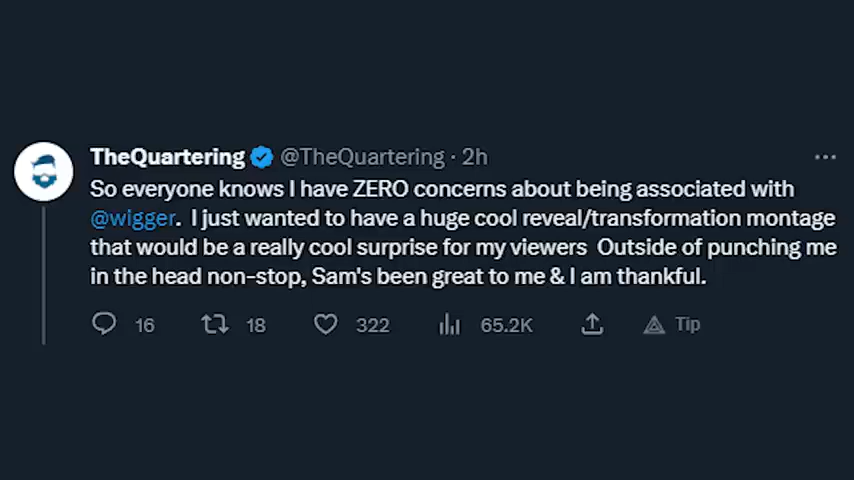 TheQuartering @TheQuartering · 2h
So everyone knows I have ZERO concerns about being associated with
@wigger.  I just wanted to have a huge cool reveal/transformation montage
that would be a really cool surprise for my viewers  Outside of punching me
in the head non-stop, Sam's been great to me & I am thankful.
16 18 322 65.2K Tip